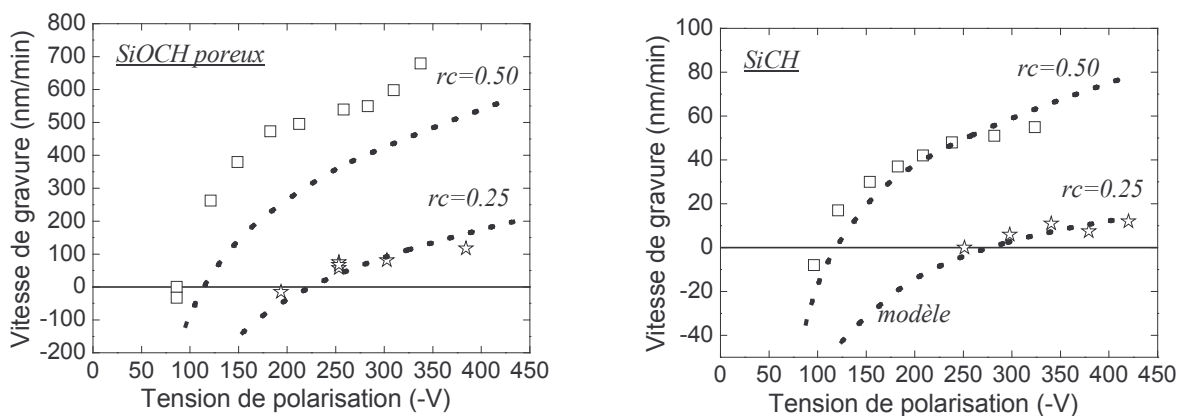 800
700
600
500
400
300
200
100
0
-100
-200
0 50 100 150 200 250 300 350 400 450
Vitesse de gravure (nm/min)
Tension de polarisation (-V)
SiOCH poreux
rc=0.50
rc=0.25
100
80
60
40
20
0
-20
-40
0 50 100 150 200 250 300 350 400 450
Vitesse de gravure (nm/min)
Tension de polarisation (-V)
SiCH
rc=0.50
rc=0.25
modèle